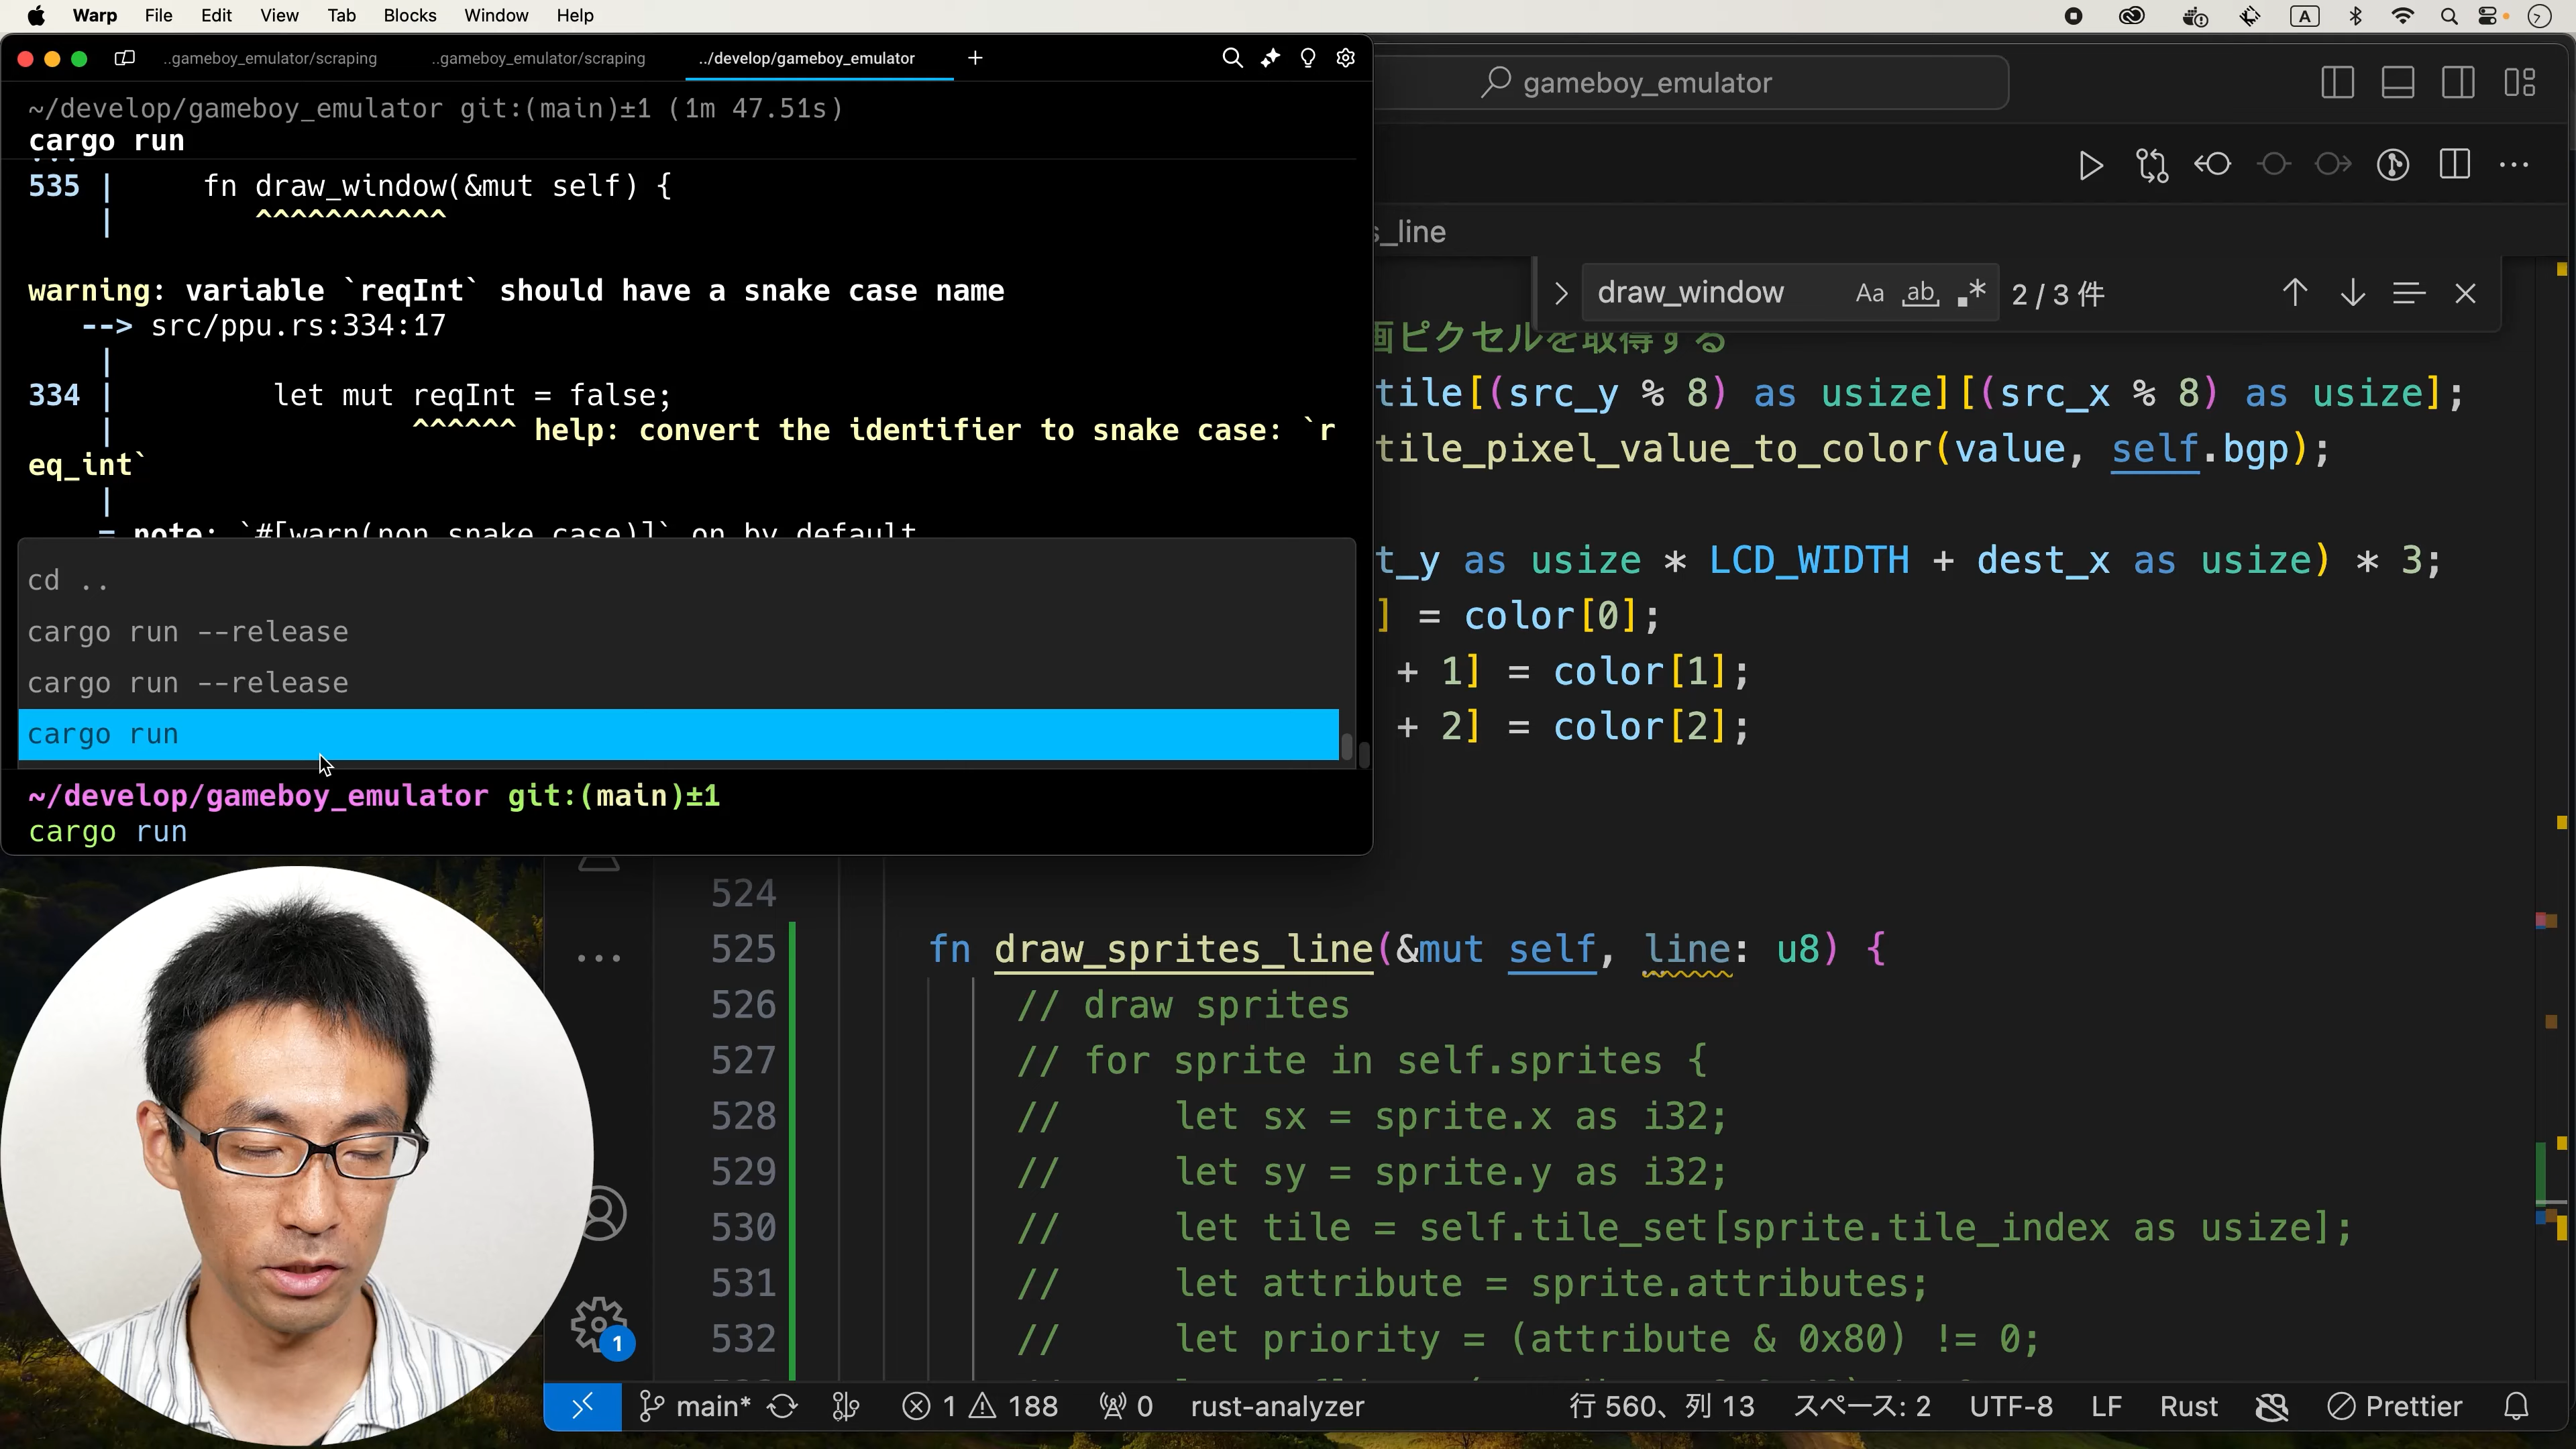 Warp File Edit View Tab Blocks Window Help
A
..gameboy_emulator/scraping
..gameboy_emulator/scraping
../develop/gameboy_emulator
+
~/develop/gameboy_emulator git:(main)±1 (1m 47.51s)
cargo run
...
535 | fn draw_window(&mut self) {
| ^^^^^^^^^^^
warning: variable `reqInt` should have a snake case name
--> src/ppu.rs:334:17
|
334 | let mut reqInt = false;
| ^^^^^^ help: convert the identifier to snake case: `r
eq_int`
|
= note: `#[warn(non_snake_case)]` on by default
cd ..
cargo run --release
cargo run --release
cargo run
~/develop/gameboy_emulator git:(main)±1
cargo run
gameboy_emulator
s_line
draw_window
Aa ab .*
2 / 3 件
画ピクセルを取得する
tile[(src_y % 8) as usize][(src_x % 8) as usize];
tile_pixel_value_to_color(value, self.bgp);
t_y as usize * LCD_WIDTH + dest_x as usize) * 3;
] = color[0];
+ 1] = color[1];
+ 2] = color[2];
524
525 fn draw_sprites_line(&mut self, line: u8) {
526 // draw sprites
527 // for sprite in self.sprites {
528 // let sx = sprite.x as i32;
529 // let sy = sprite.y as i32;
530 // let tile = self.tile_set[sprite.tile_index as usize];
531 // let attribute = sprite.attributes;
532 // let priority = (attribute & 0x80) != 0;
1
main* 1 188 0 rust-analyzer 行 560、列 13 スペース: 2 UTF-8 LF Rust Prettier